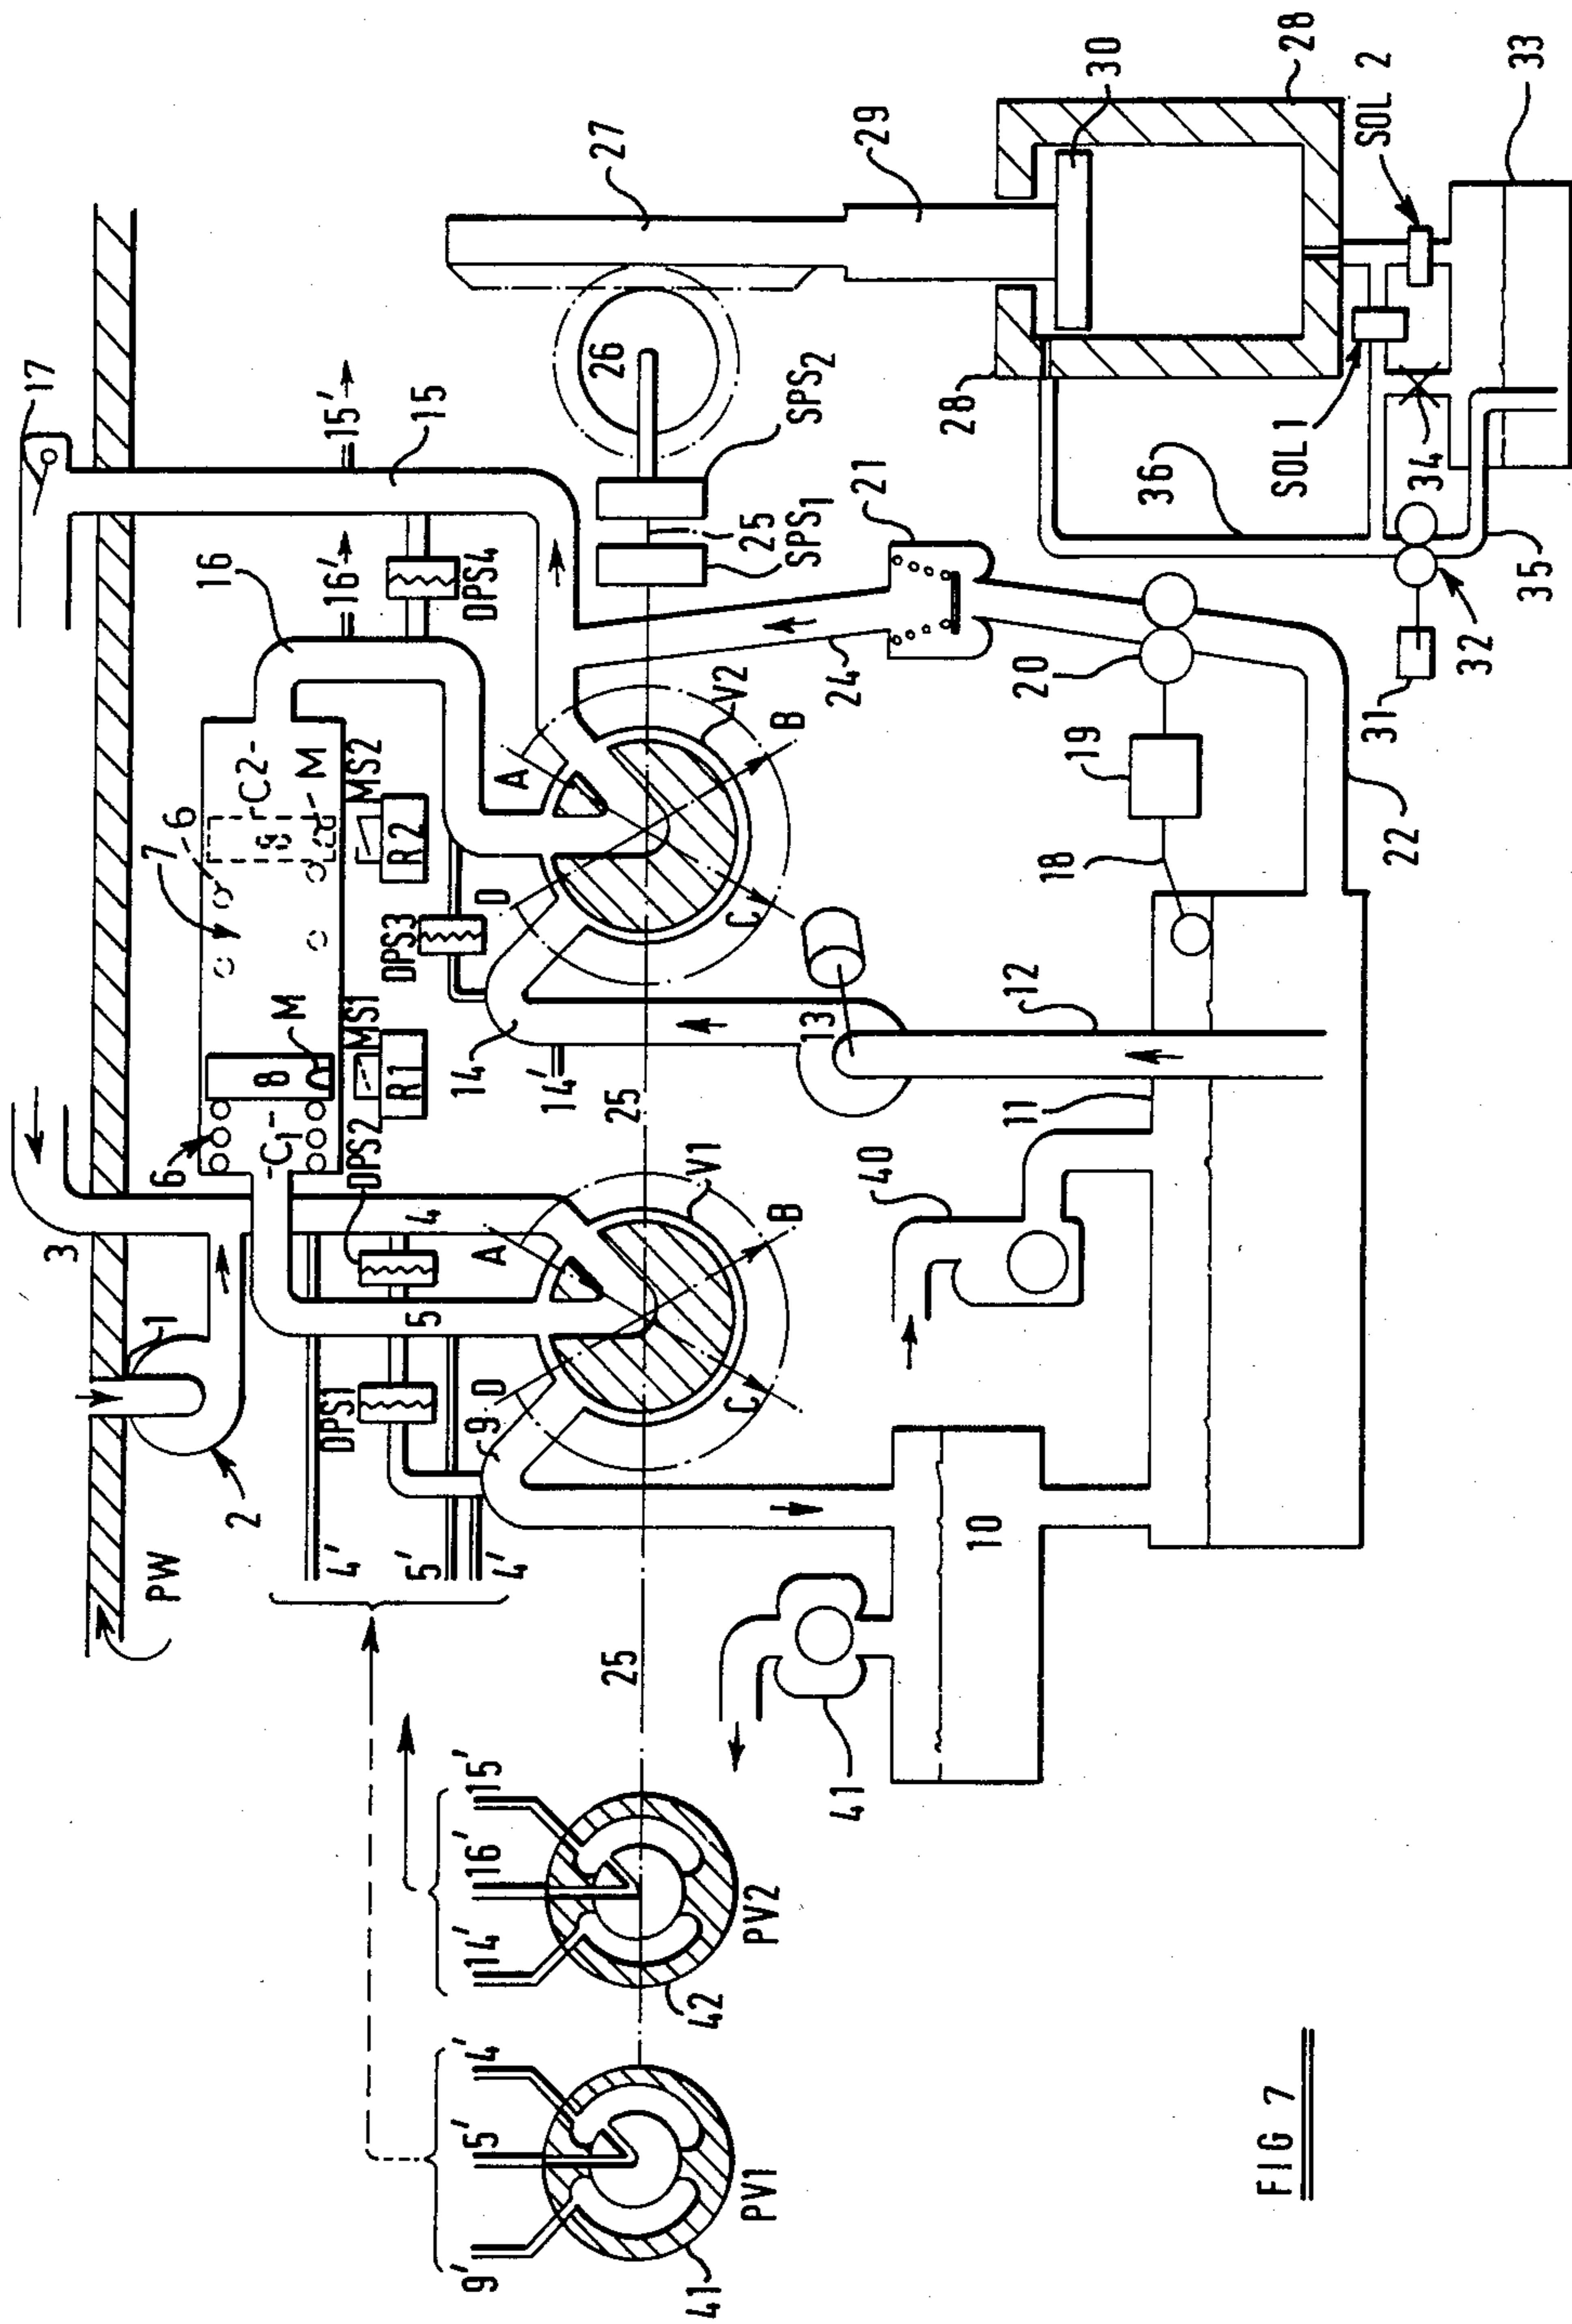 3
17
PW
1
7
6
6
16
2
-C1-
8
M
8
C2-
M
4'
DPS1
DPS2
MS1
MS2
16'
15'
5'
5
4
R1
DPS3
R2
15
9'
5'
4'
14'
16'
15'
4'
9
D
A
14
D
A
DPS4
14'
25
25
26
27
41
42
V1
V2
SPS1
25
SPS2
PV1
PV2
C
B
C
B
13
41
40
24
21
29
10
11
12
18
19
20
28
30
36
FIG 7
22
31
SOL 1
28
34
32
SOL 2
35
33